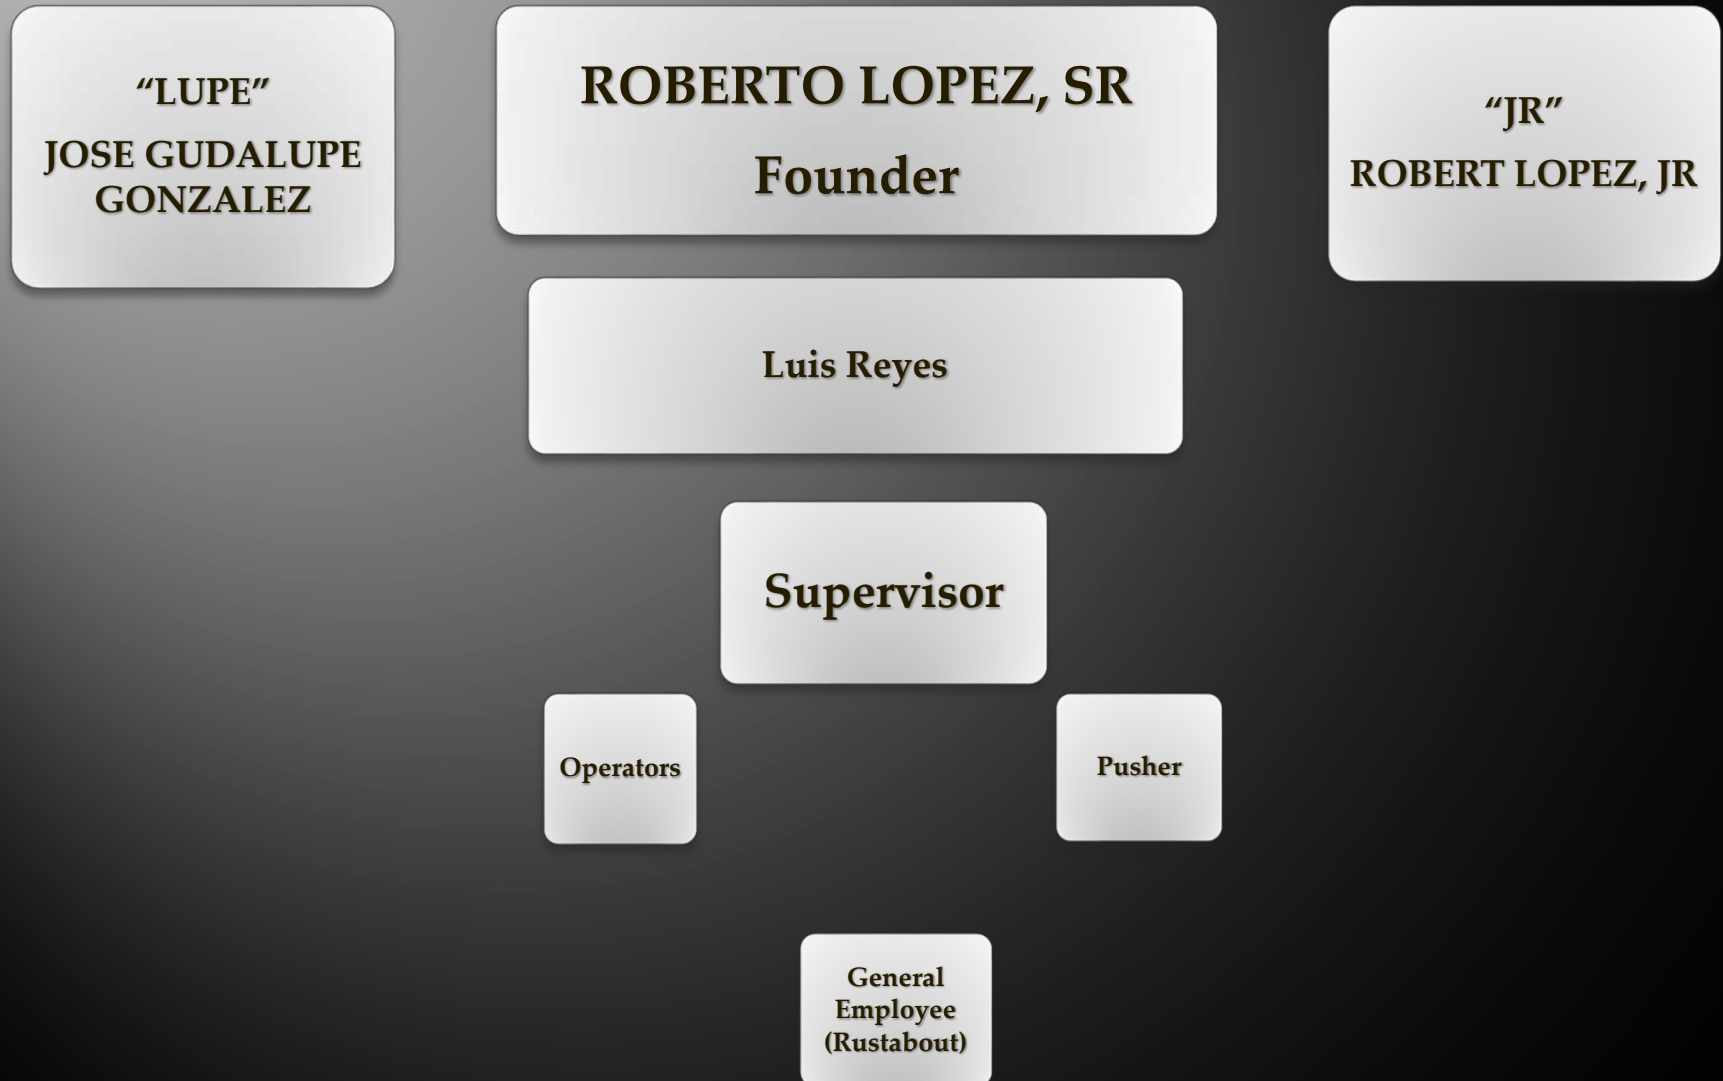 “LUPE”
JOSE GUDALUPE
GONZALEZ
ROBERTO LOPEZ, SR
Founder
“JR”
ROBERT LOPEZ, JR
Luis Reyes
Supervisor
Operators
Pusher
General
Employee
(Rustabout)